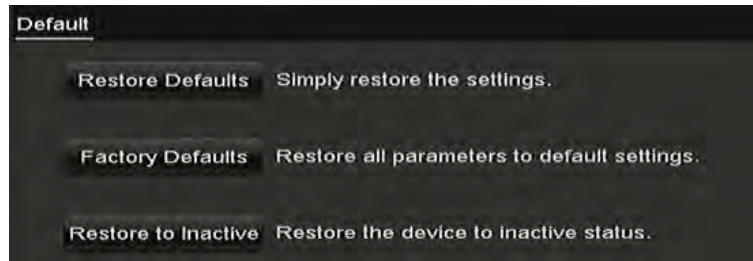 Default
Restore Defaults Simply restore the settings.
Factory Defaults Restore all parameters to default settings.
Restore to Inactive Restore the device to inactive status.